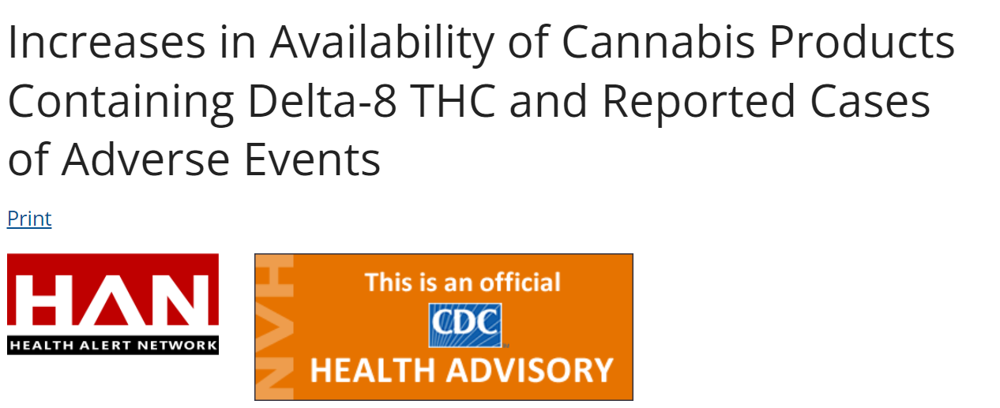 Increases in Availability of Cannabis Products
Containing Delta-8 THC and Reported Cases
of Adverse Events
Print
HAN
HEALTH ALERT NETWORK
HAN
This is an official
CDC
TM
HEALTH ADVISORY